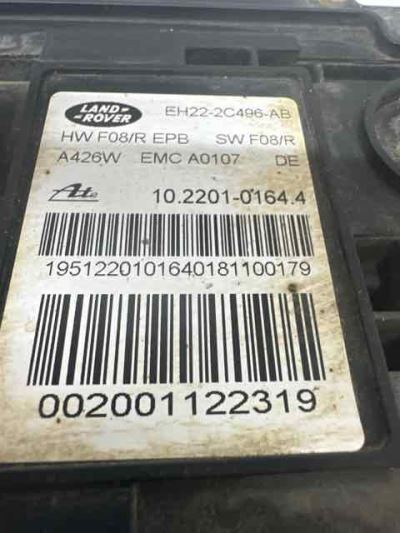 LAND-
-ROVER
EH22-2C496-AB
HW F08/R EPB SW F08/R
A426W EMC A0107 DE
Ate 10.2201-0164.4
1951220101640181100179
002001122319